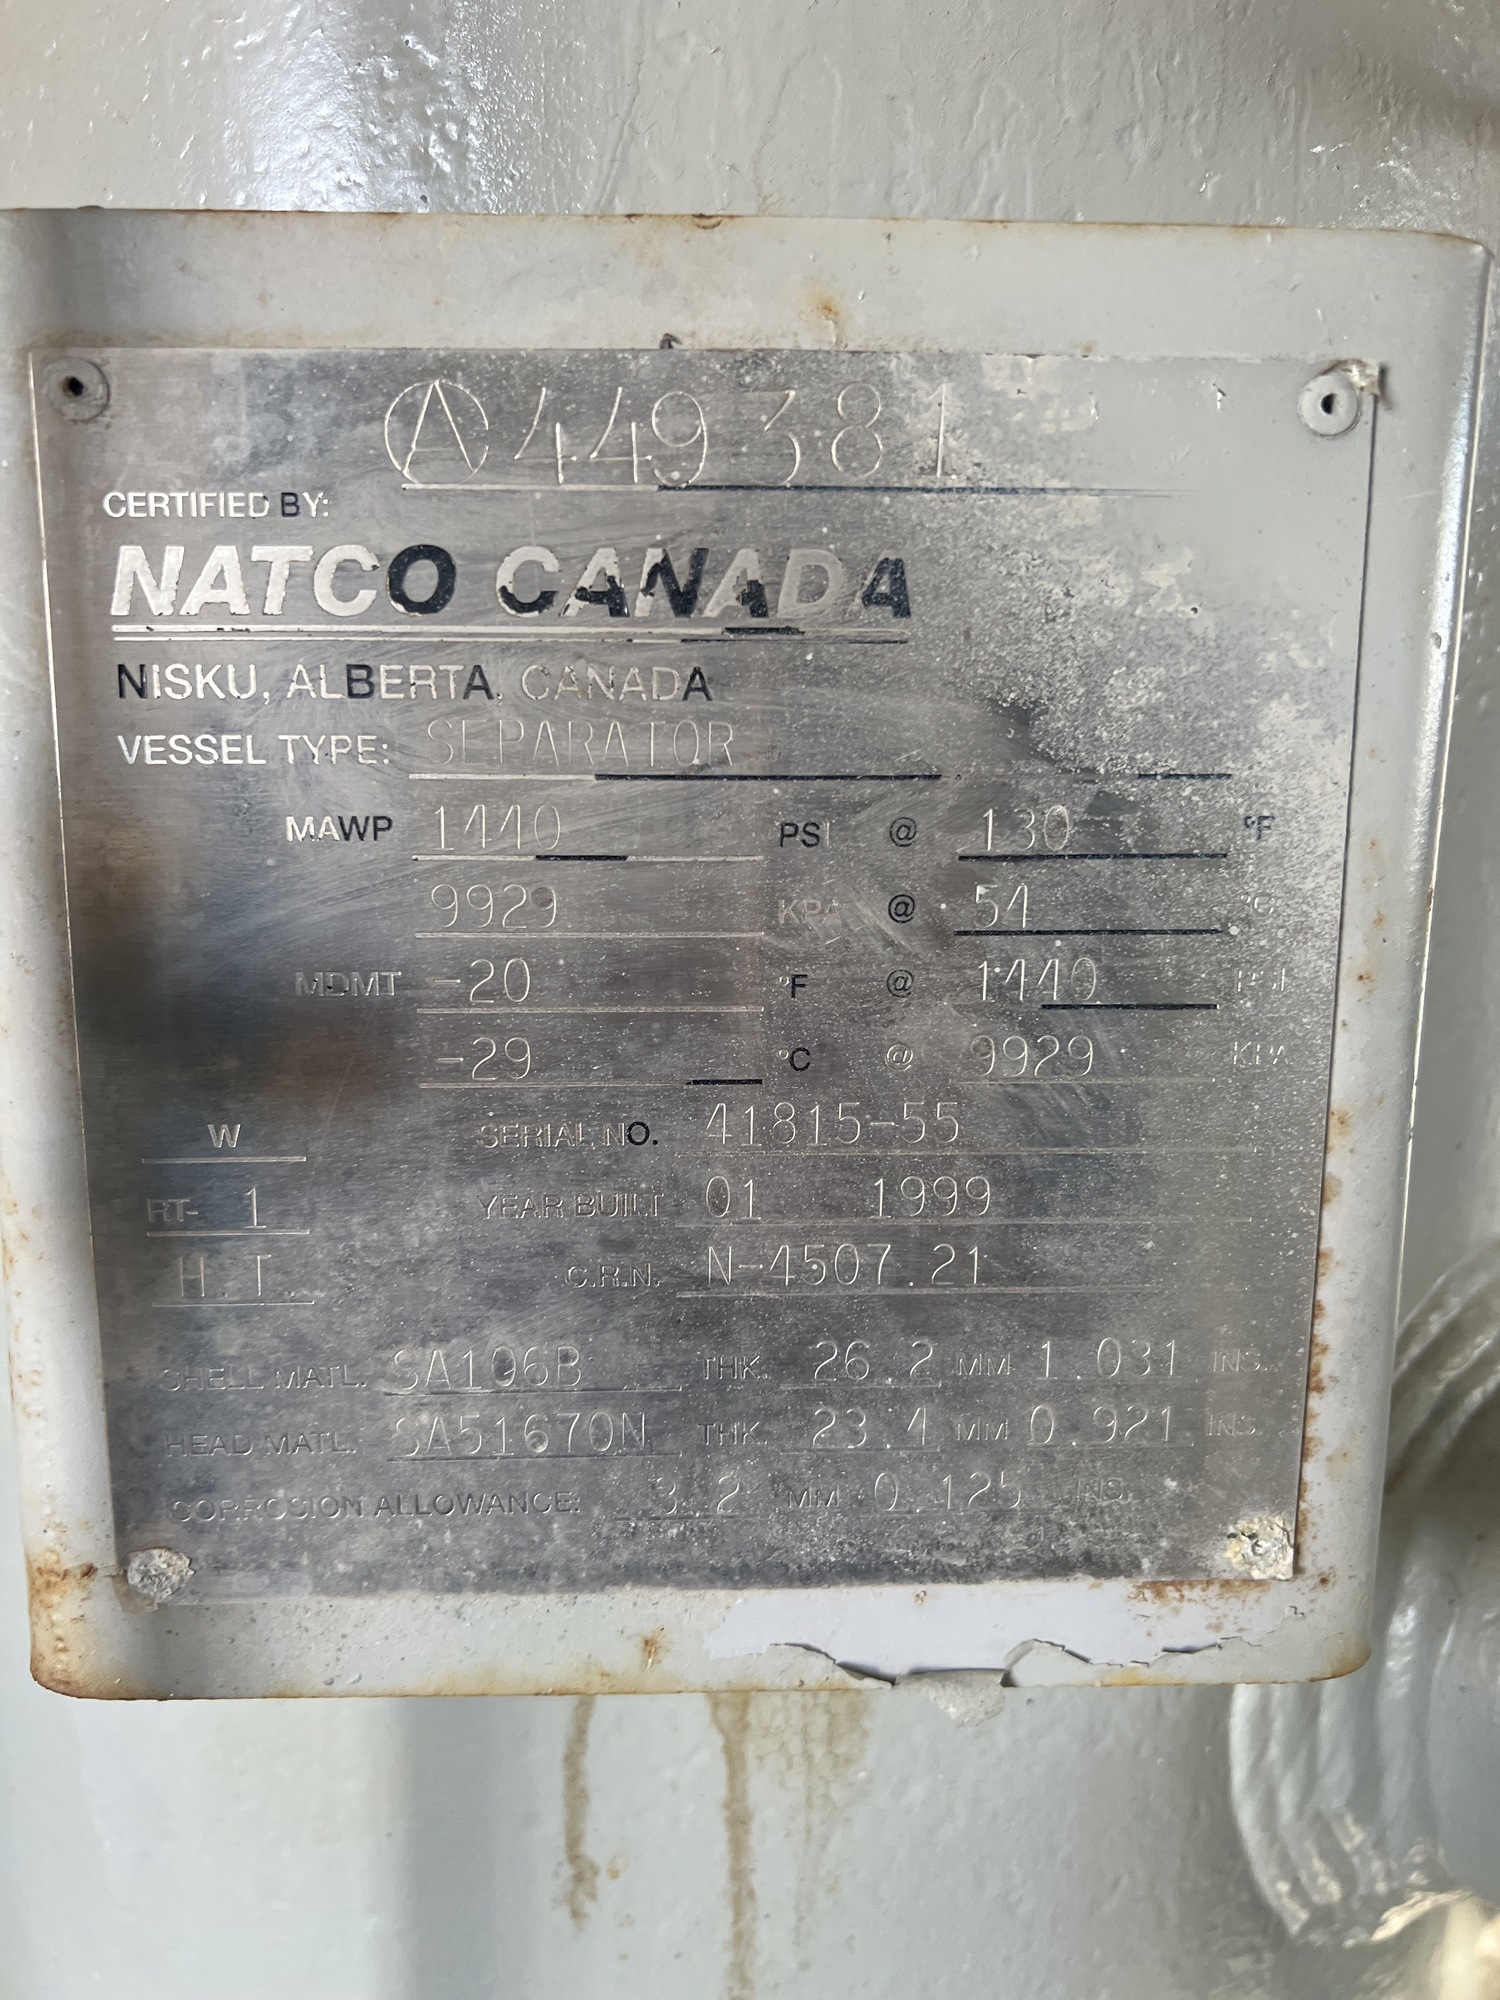 Ⓐ 449381
CERTIFIED BY:
NATCO CANADA
NISKU, ALBERTA, CANADA
VESSEL TYPE: SEPARATOR
MAWP 1440 PSI @ 130 °F
9929 KPA @ 54 °C
MDMT -20 °F @ 1440 PSI
-29 °C @ 9929 KPA
W SERIAL NO. 41815-55
RT- 1 YEAR BUILT 01 1999
H.T. C.R.N. N-4507.21
SHELL MATL. SA106B THK. 26.2 MM 1.031 INS.
HEAD MATL. SA51670N THK. 23.4 MM 0.921 INS.
CORROSION ALLOWANCE: 3.2 MM 0.125 INS.